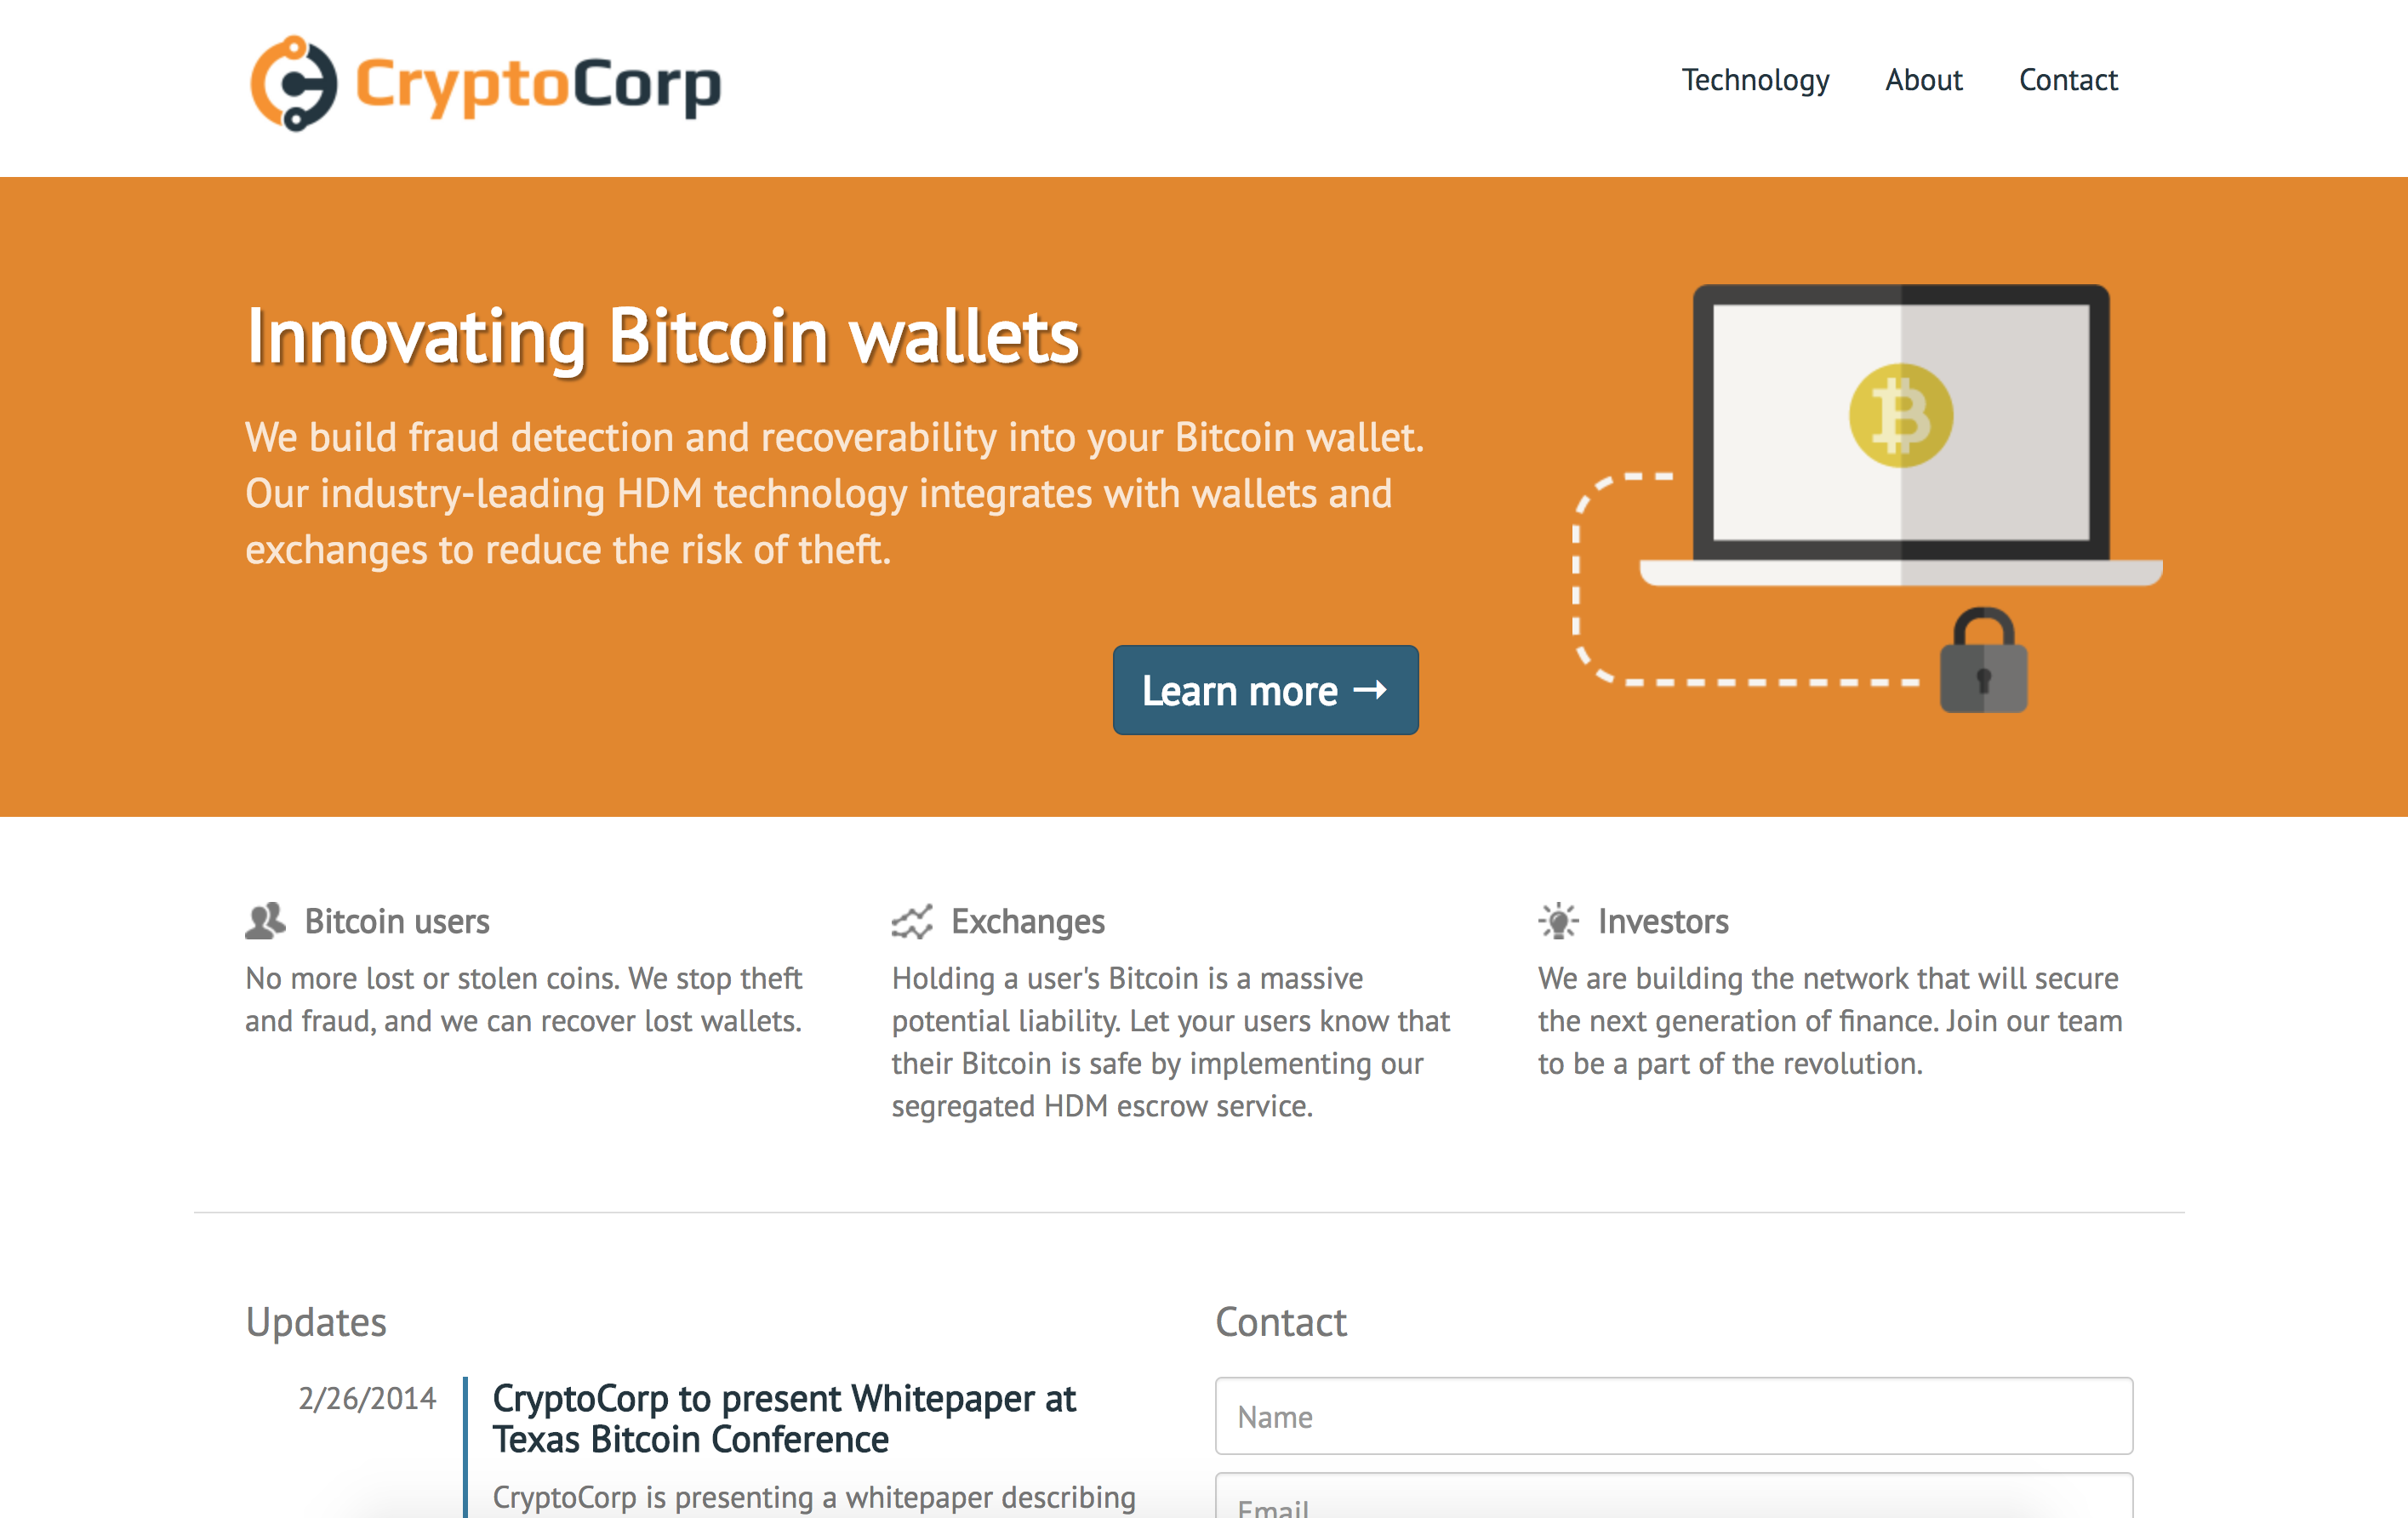 CryptoCorp
Technology
About
Contact
Innovating Bitcoin wallets
We build fraud detection and recoverability into your Bitcoin wallet.
Our industry-leading HDM technology integrates with wallets and
exchanges to reduce the risk of theft.
Learn more →
Bitcoin users
No more lost or stolen coins. We stop theft
and fraud, and we can recover lost wallets.
Exchanges
Holding a user's Bitcoin is a massive
potential liability. Let your users know that
their Bitcoin is safe by implementing our
segregated HDM escrow service.
Investors
We are building the network that will secure
the next generation of finance. Join our team
to be a part of the revolution.
Updates
2/26/2014
CryptoCorp to present Whitepaper at
Texas Bitcoin Conference
CryptoCorp is presenting a whitepaper describing
Contact
Name
Email